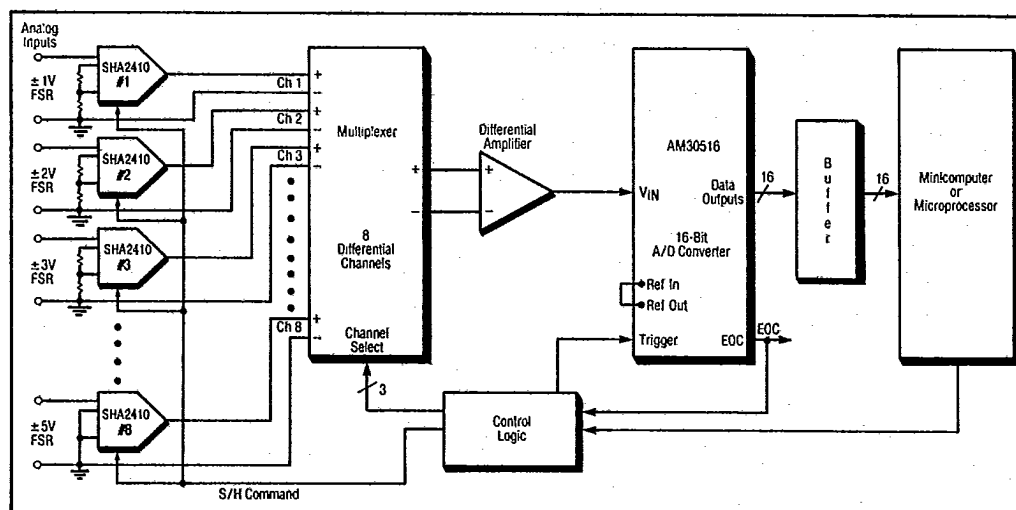 Analog
Inputs
SHA2410
#1
± 1V
FSR
Ch 1
+
−
SHA2410
#2
± 2V
FSR
Ch 2
+
−
SHA2410
#3
± 3V
FSR
Ch 3
+
−
SHA2410
#8
± 5V
FSR
Ch 8
+
−
Multiplexer
+
−
8
Differential
Channels
Channel
Select
3
Differential
Amplifier
+
−
AM30516
VIN
Data
Outputs
16-Bit
A/D Converter
Ref In
Ref Out
Trigger
EOC
EOC
16
Buffer
16
Minicomputer
or
Microprocessor
Control
Logic
S/H Command